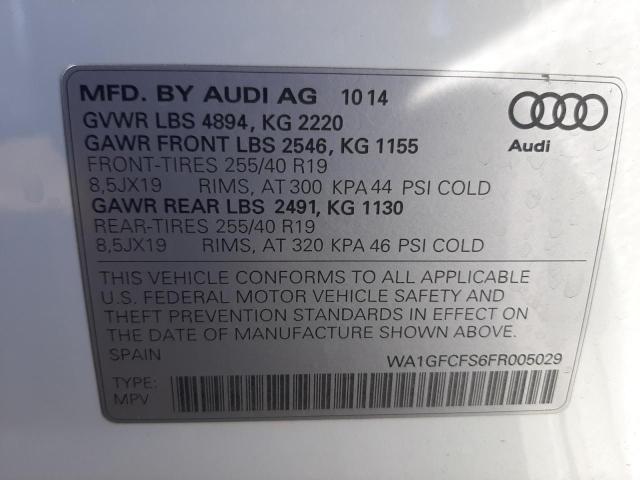 MFD. BY AUDI AG 10 14
GVWR LBS 4894, KG 2220
GAWR FRONT LBS 2546, KG 1155
FRONT-TIRES 255/40 R19
8,5JX19 RIMS, AT 300 KPA 44 PSI COLD
GAWR REAR LBS 2491, KG 1130
REAR-TIRES 255/40 R19
8,5JX19 RIMS, AT 320 KPA 46 PSI COLD
Audi
THIS VEHICLE CONFORMS TO ALL APPLICABLE
U.S. FEDERAL MOTOR VEHICLE SAFETY AND
THEFT PREVENTION STANDARDS IN EFFECT ON
THE DATE OF MANUFACTURE SHOWN ABOVE.
SPAIN WA1GFCFS6FR005029
TYPE:
MPV